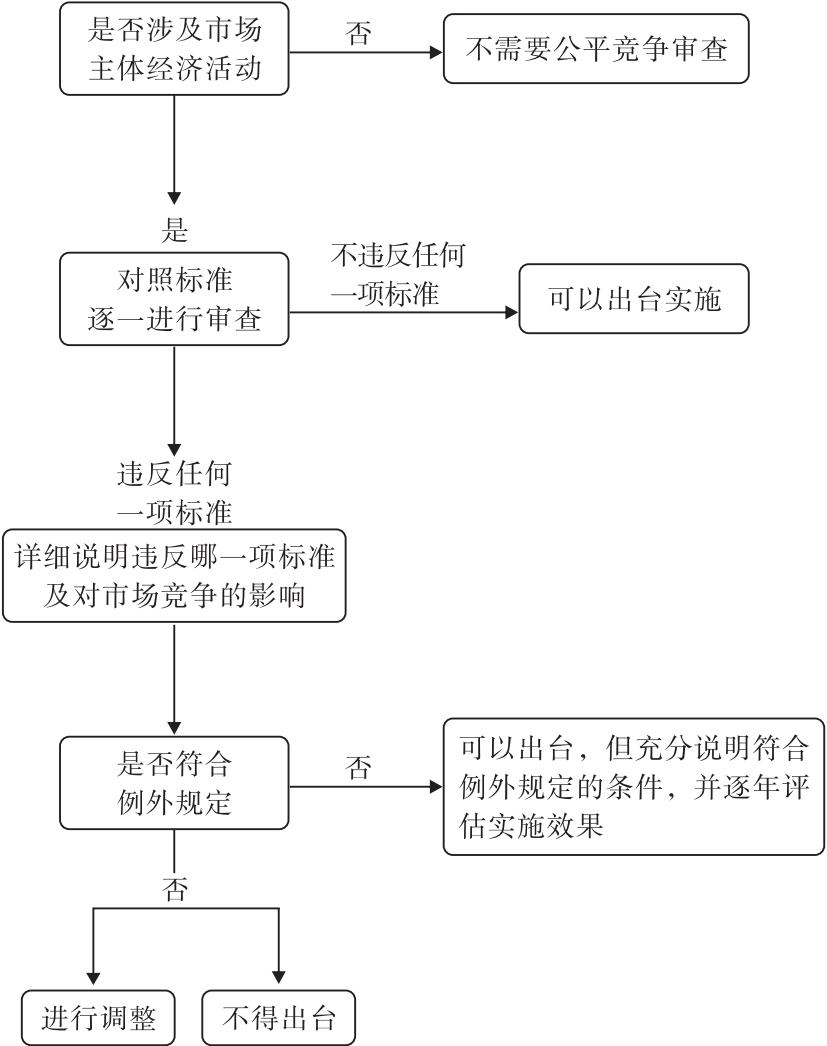 是否涉及市场
主体经济活动
否
不需要公平竞争审查
是
对照标准
逐一进行审查
不违反任何
一项标准
可以出台实施
违反任何
一项标准
详细说明违反哪一项标准
及对市场竞争的影响
是否符合
例外规定
否
可以出台，但充分说明符合
例外规定的条件，并逐年评
估实施效果
否
进行调整
不得出台